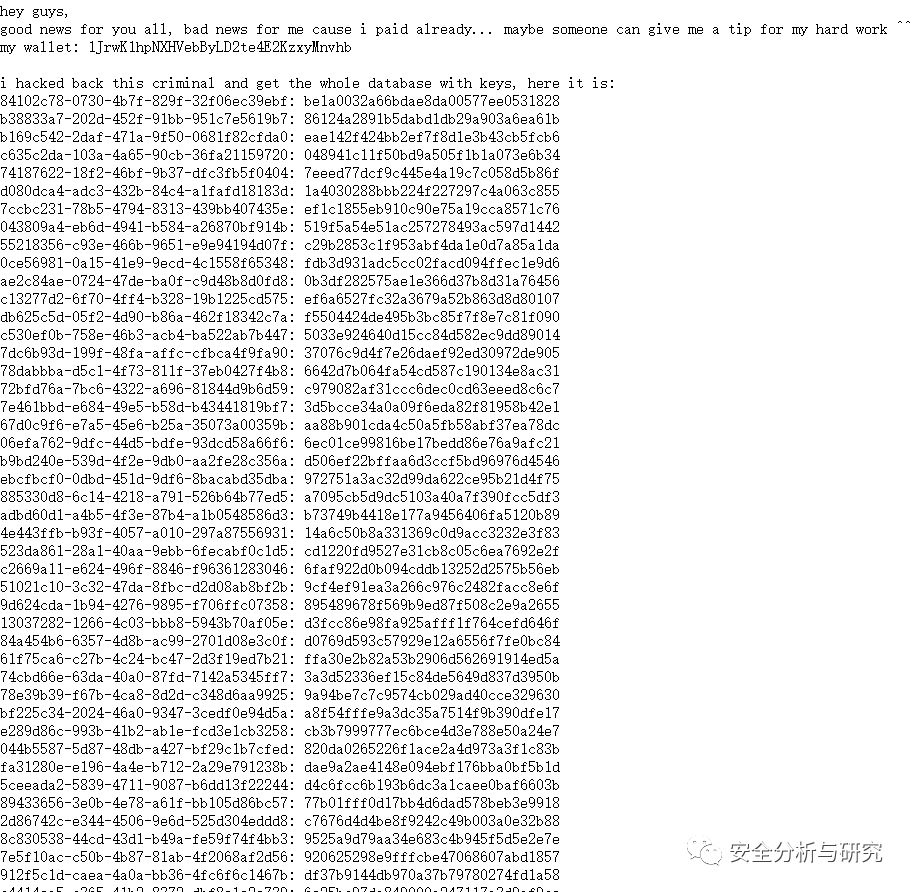 hey guys,
good news for you all, bad news for me cause i paid already... maybe someone can give me a tip for my hard work ^^
my wallet: 1JrwK1hpNXHVebByLD2te4E2KzxyMnvhb
i hacked back this criminal and get the whole database with keys, here it is:
84102c78-0730-4b7f-829f-32f06ec39ebf: be1a0032a66bdae8da00577ee0531828
b38833a7-202d-452f-91bb-951c7e5619b7: 86124a2891b5dabd1db29a903a6ea61b
b169c542-2daf-471a-9f50-0681f82cfda0: eae142f424bb2ef7f8d1e3b43cb5fcb6
c635c2da-103a-4a65-90cb-36fa21159720: 048941c11f50bd9a505f1b1a073e6b34
74187622-18f2-46bf-9b37-dfc3fb5f0404: 7eeed77dcf9c445e4a19c7c058d5b86f
d080dca4-adc3-432b-84c4-a1fafd18183d: 1a4030288bbb224f227297c4a063c855
7ccbc231-78b5-4794-8313-439bb407435e: ef1c1855eb910c90e75a19cca8571c76
043809a4-eb6d-4941-b584-a26870bf914b: 519f5a54e51ac257278493ac597d1442
55218356-c93e-466b-9651-e9e94194d07f: c29b2853c1f953abf4da1e0d7a85a1da
0ce56981-0a15-41e9-9ecd-4c1558f65348: fdb3d931adc5cc02facd094ffec1e9d6
ae2c84ae-0724-47de-ba0f-c9d48b8d0fd8: 0b3df282575ae1e366d37b8d31a76456
c13277d2-6f70-4ff4-b328-19b1225cd575: ef6a6527fc32a3679a52b863d8d80107
db625c5d-05f2-4d90-b86a-462f18342c7a: f5504424de495b3bc85f7f8e7c81f090
c530ef0b-758e-46b3-acb4-ba522ab7b447: 5033e924640d15cc84d582ec9dd89014
7dc6b93d-199f-48fa-affc-cfbca4f9fa90: 37076c9d4f7e26daef92ed30972de905
78dabbba-d5c1-4f73-811f-37eb0427f4b8: 6642d7b064fa54cd587c190134e8ac31
72bfd76a-7bc6-4322-a696-81844d9b6d59: c979082af31ccc6dec0cd63eeed8c6c7
7e461bbd-e684-49e5-b58d-b43441819bf7: 3d5bcce34a0a09f6eda82f81958b42e1
67d0c9f6-e7a5-45e6-b25a-35073a00359b: aa88b901cda4c50a5fb58abf37ea78dc
06efa762-9dfc-44d5-bdfe-93dcd58a66f6: 6ec01ce99816be17bedd86e76a9afc21
b9bd240e-539d-4f2e-9db0-aa2fe28c356a: d506ef22bffaa6d3ccf5bd96976d4546
ebcfbcf0-0dbd-451d-9df6-8bacabd35dba: 972751a3ac32d99da622ce95b21d4f75
885330d8-6c14-4218-a791-526b64b77ed5: a7095cb5d9dc5103a40a7f390fcc5df3
adbd60d1-a4b5-4f3e-87b4-a1b0548586d3: b73749b4418e177a9456406fa5120b89
4e443ffb-b93f-4057-a010-297a87556931: 14a6c50b8a331369c0d9acc3232e3f83
523da861-28a1-40aa-9ebb-6fecabf0c1d5: cd1220fd9527e31cb8c05c6ea7692e2f
c2669a11-e624-496f-8846-f96361283046: 6faf922d0b094cddb13252d2575b56eb
51021c10-3c32-47da-8fbc-d2d08ab8bf2b: 9cf4ef91ea3a266c976c2482facc8e6f
9d624cda-1b94-4276-9895-f706ffc07358: 895489678f569b9ed87f508c2e9a2655
13037282-1266-4c03-bbb8-5943b70af05e: d3fcc86e98fa925afff1f764cefd646f
84a454b6-6357-4d8b-ac99-2701d08e3c0f: d0769d593c57929e12a6556f7fe0bc84
61f75ca6-c27b-4c24-bc47-2d3f19ed7b21: ffa30e2b82a53b2906d562691914ed5a
74cbd66e-63da-40a0-87fd-7142a5345ff7: 3a3d52336ef15c84de5649d837d3950b
78e39b39-f67b-4ca8-8d2d-c348d6aa9925: 9a94be7c7c9574cb029ad40cce329630
bf225c34-2024-46a0-9347-3cedf0e94d5a: a8f54fffe9a3dc35a7514f9b390dfe17
e289d86c-993b-41b2-ab1e-fcd3e1cb3258: cb3b7999777ec6bce4d3e788e50a24e7
044b5587-5d87-48db-a427-bf29c1b7cfed: 820da0265226f1ace2a4d973a3f1c83b
fa31280e-e196-4a4e-b712-2a29e791238b: dae9a2ae4148e094ebf176bba0bf5b1d
5ceeada2-5839-4711-9087-b6dd13f22244: d4c6fcc6b193b6dc3a1caee0baf6603b
89433656-3e0b-4e78-a61f-bb105d86bc57: 77b01fff0d17bb4d6dad578beb3e9918
2d86742c-e344-4506-9e6d-525d304eddd8: c7676d4d4be8f9242c49b003a0e32b88
8c830538-44cd-43d1-b49a-fe59f74f4bb3: 9525a9d79aa34e683c4b945f5d5e2e7e
7e5f10ac-c50b-4b87-81ab-4f2068af2d56: 920625298e9fffcbe47068607abd1857
安全分析与研究
912f5c1d-caea-4a0a-bb36-4fc6f6c1467b: df37b9144db970a37b79780274fd1a58